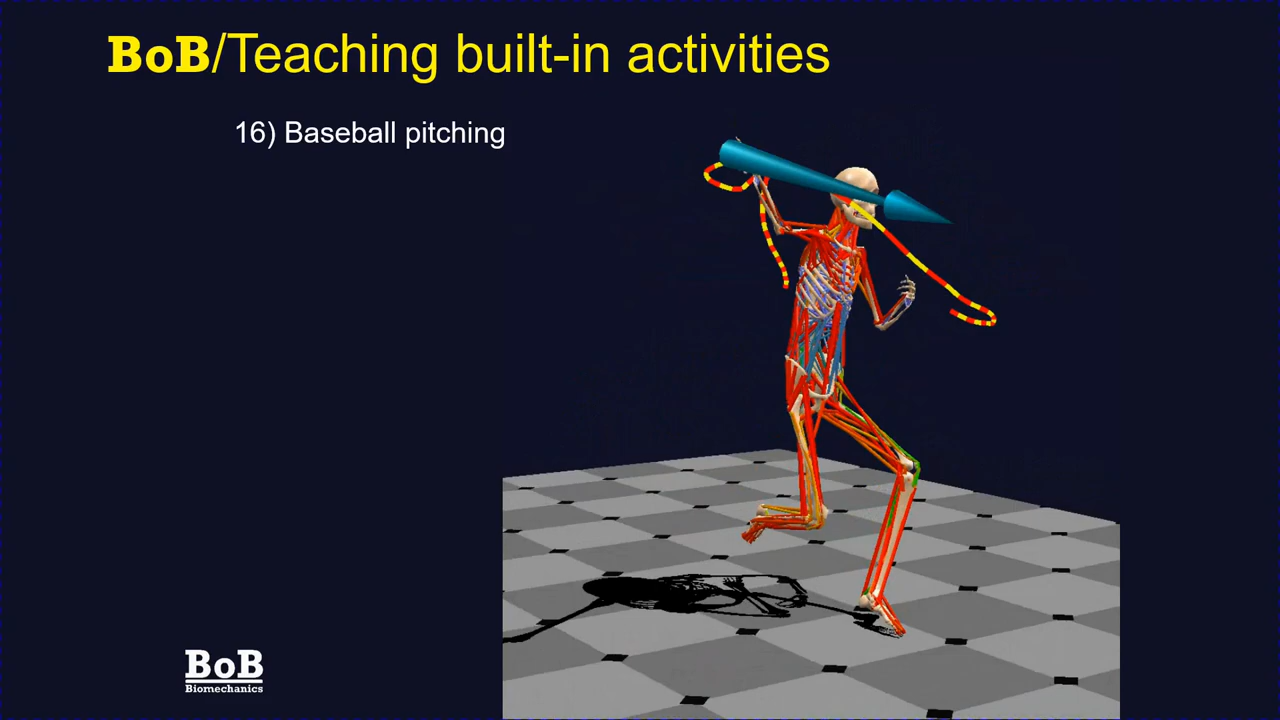 BoB/Teaching built-in activities
16) Baseball pitching
BoB
Biomechanics